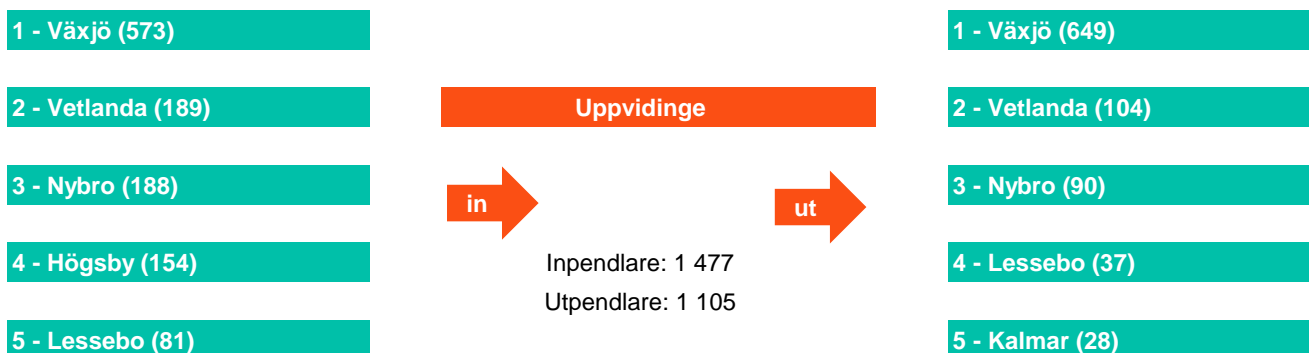 1 - Växjö (573)
2 - Vetlanda (189)
3 - Nybro (188)
4 - Högsby (154)
5 - Lessebo (81)
Uppvidinge
in
ut
Inpendlare: 1 477
Utpendlare: 1 105
1 - Växjö (649)
2 - Vetlanda (104)
3 - Nybro (90)
4 - Lessebo (37)
5 - Kalmar (28)